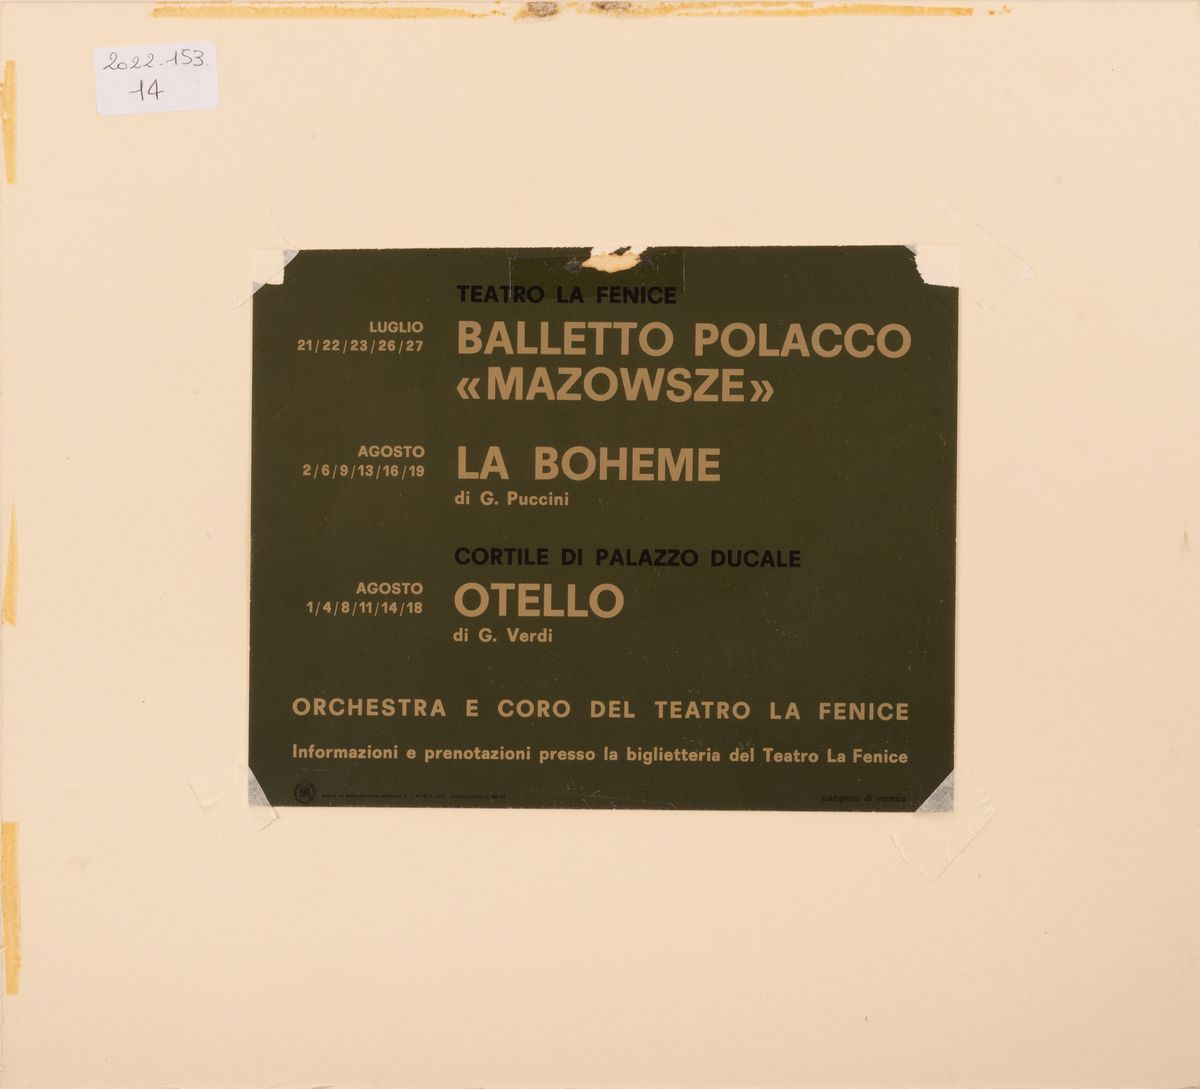 2022-153.
14
TEATRO LA FENICE
LUGLIO
21/22/23/26/27
BALLETTO POLACCO
«MAZOWSZE»
AGOSTO
2/6/9/13/16/19
LA BOHEME
di G. Puccini
CORTILE DI PALAZZO DUCALE
AGOSTO
1/4/8/11/14/18
OTELLO
di G. Verdi
ORCHESTRA E CORO DEL TEATRO LA FENICE
Informazioni e prenotazioni presso la biglietteria del Teatro La Fenice
stamperia di venezia